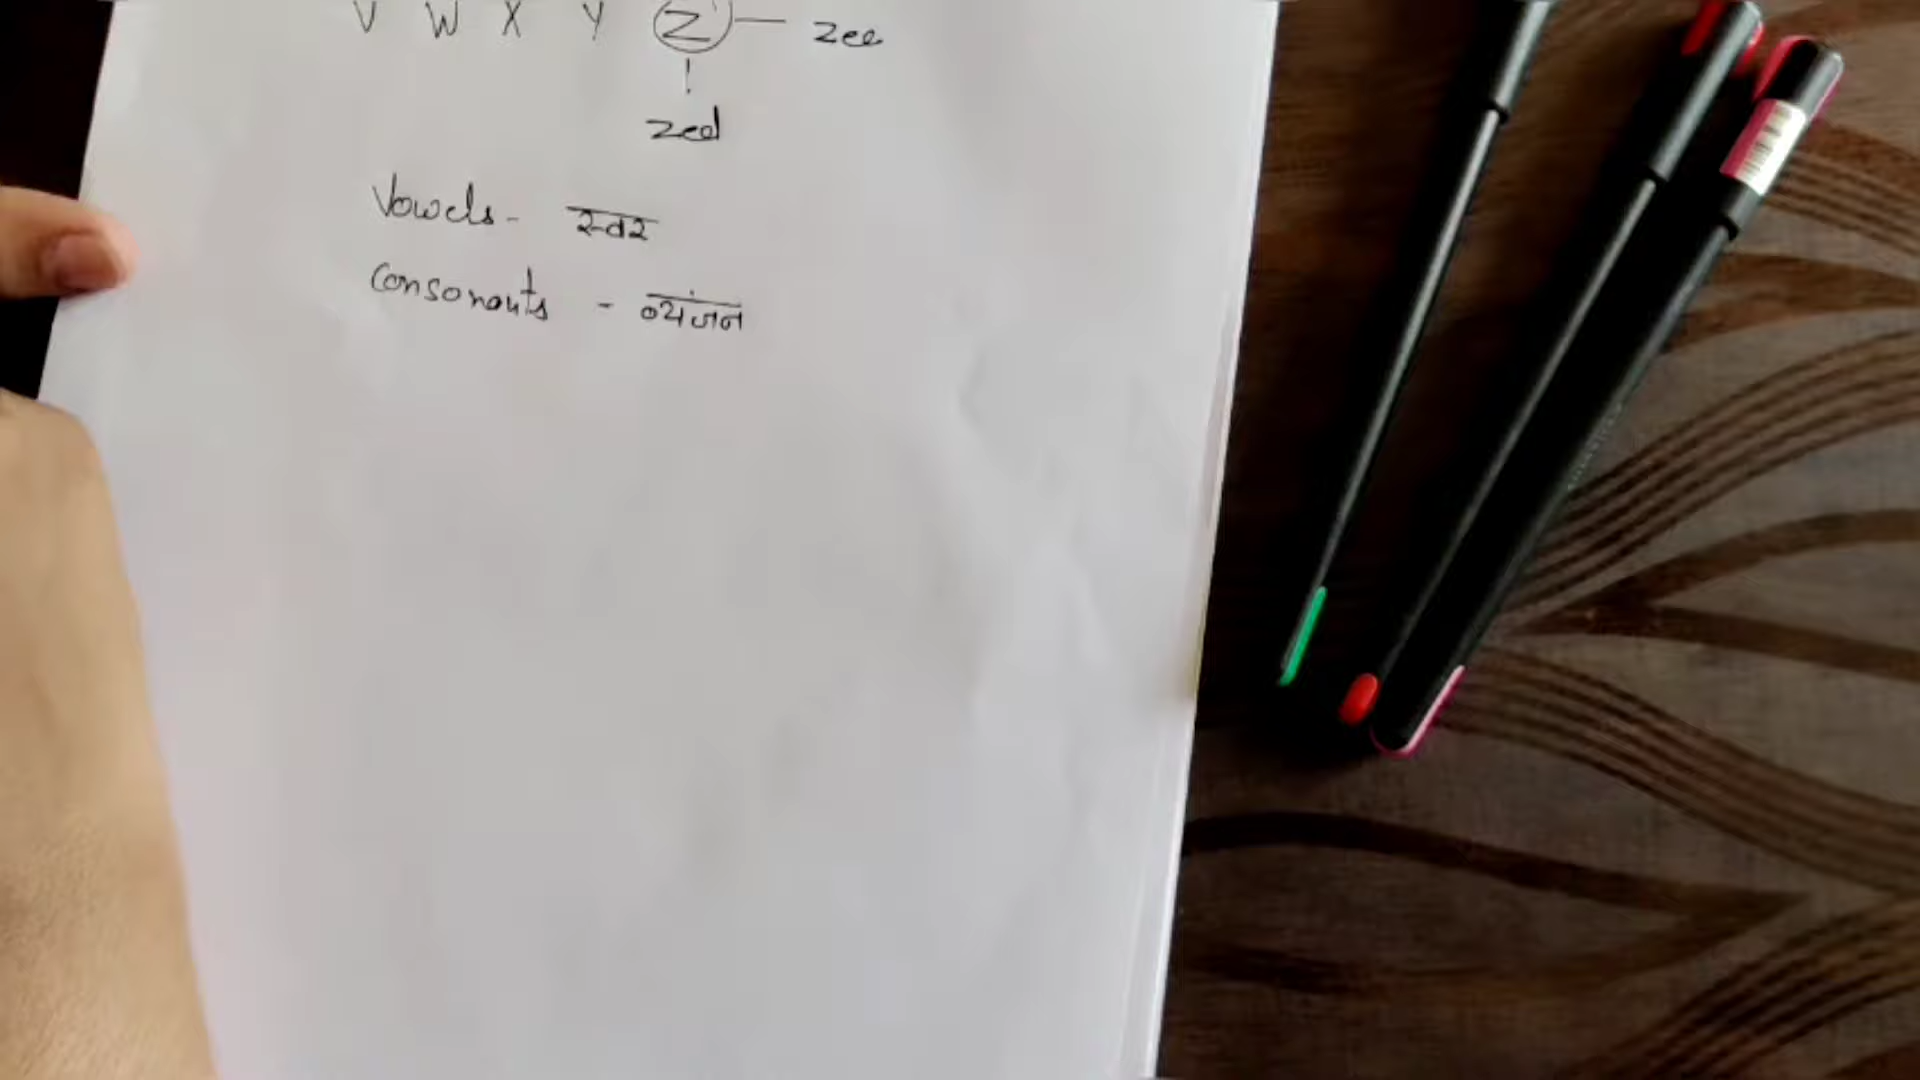 V W X Y Z — zee
zed
Vowels - स्वर
Consonants - व्यंजन